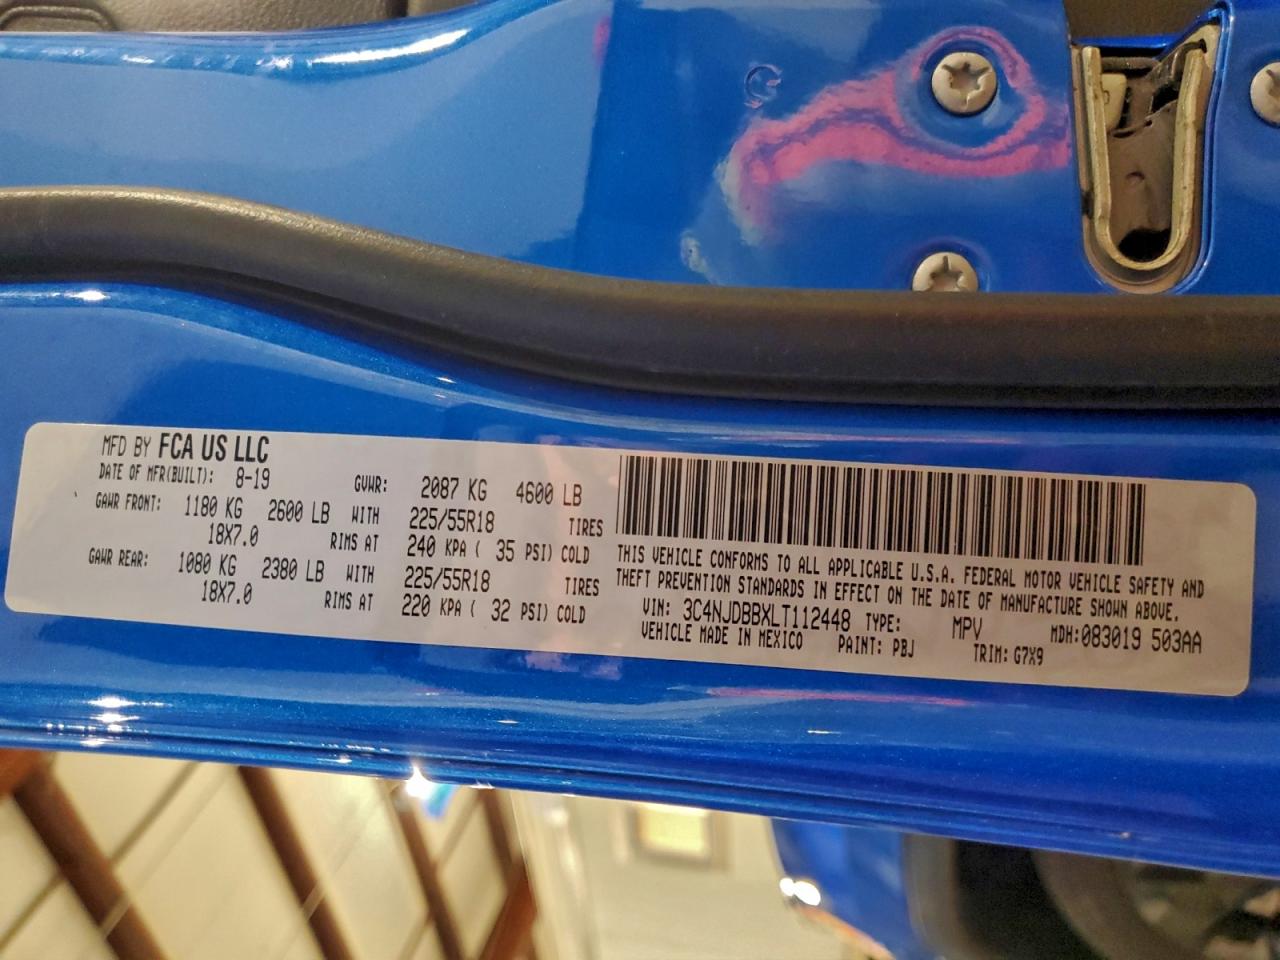 MFD BY FCA US LLC
DATE OF MFR(BUILT): 8-19 GVWR: 2087 KG 4600 LB
GAWR FRONT: 1180 KG 2600 LB WITH 225/55R18 TIRES
18X7.0 RIMS AT 240 KPA ( 35 PSI) COLD
GAWR REAR: 1080 KG 2380 LB WITH 225/55R18 TIRES
18X7.0 RIMS AT 220 KPA ( 32 PSI) COLD
THIS VEHICLE CONFORMS TO ALL APPLICABLE U.S.A. FEDERAL MOTOR VEHICLE SAFETY AND
THEFT PREVENTION STANDARDS IN EFFECT ON THE DATE OF MANUFACTURE SHOWN ABOVE.
VIN: 3C4NJDBBXLT112448 TYPE: MPV MDH:083019 503AA
VEHICLE MADE IN MEXICO PAINT: PBJ TRIM: G7X9